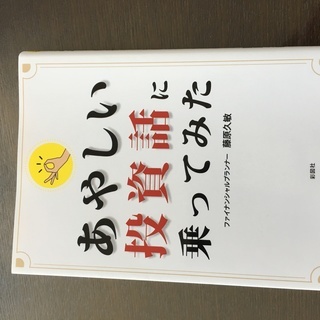 あやしい
投資話に
乗ってみた
ファイナンシャルプランナー 藤原久敏
彩図社